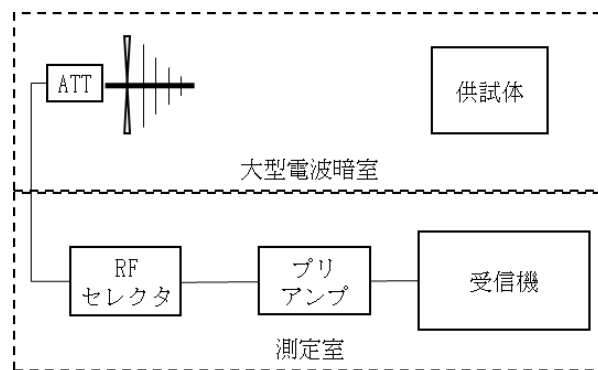 ATT
供試体
大型電波暗室
RF
セレクタ
プリ
アンプ
受信機
測定室